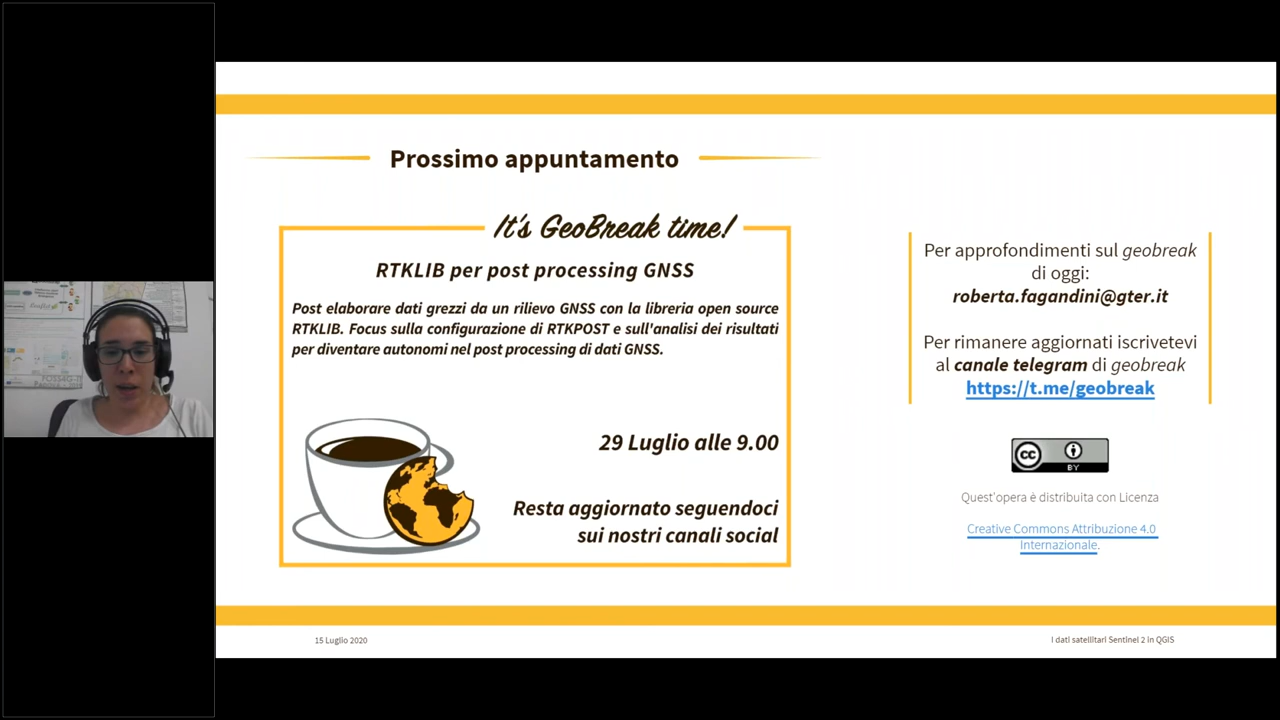 Prossimo appuntamento
It's GeoBreak time!
RTKLIB per post processing GNSS
Post elaborare dati grezzi da un rilievo GNSS con la libreria open source
RTKLIB. Focus sulla configurazione di RTKPOST e sull'analisi dei risultati
per diventare autonomi nel post processing di dati GNSS.
29 Luglio alle 9.00
Resta aggiornato seguendoci
sui nostri canali social
Per approfondimenti sul geobreak
di oggi:
roberta.fagandini@gter.it
Per rimanere aggiornati iscrivetevi
al canale telegram di geobreak
https://t.me/geobreak
cc
BY
Quest'opera è distribuita con Licenza
Creative Commons Attribuzione 4.0
Internazionale.
15 Luglio 2020
I dati satellitari Sentinel 2 in QGIS